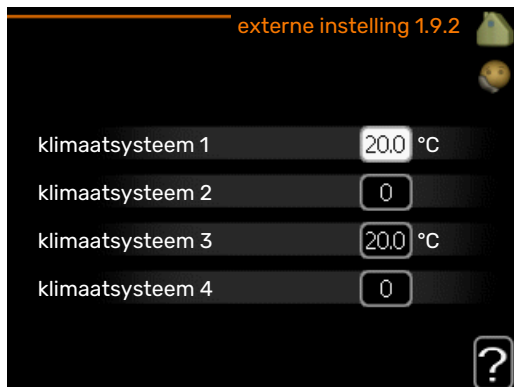 externe instelling 1.9.2
klimaatsysteem 1 20.0 °C
klimaatsysteem 2 0
klimaatsysteem 3 20.0 °C
klimaatsysteem 4 0
?